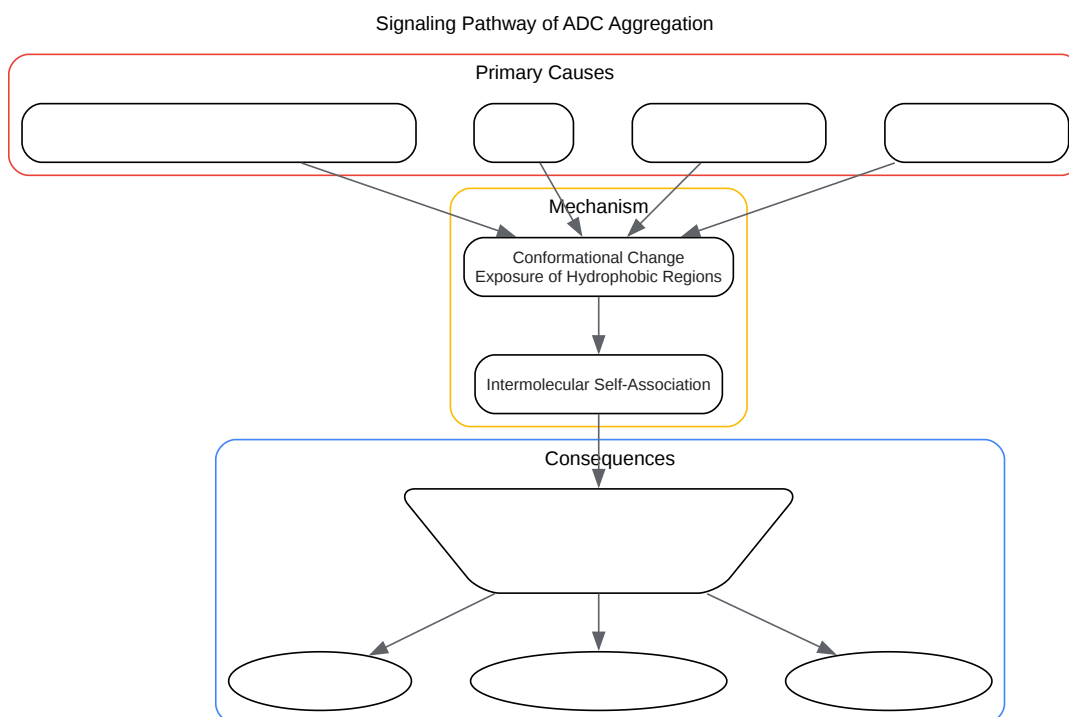 Signaling Pathway of ADC Aggregation
Primary Causes
Mechanism
Conformational Change
Exposure of Hydrophobic Regions
Intermolecular Self-Association
Consequences